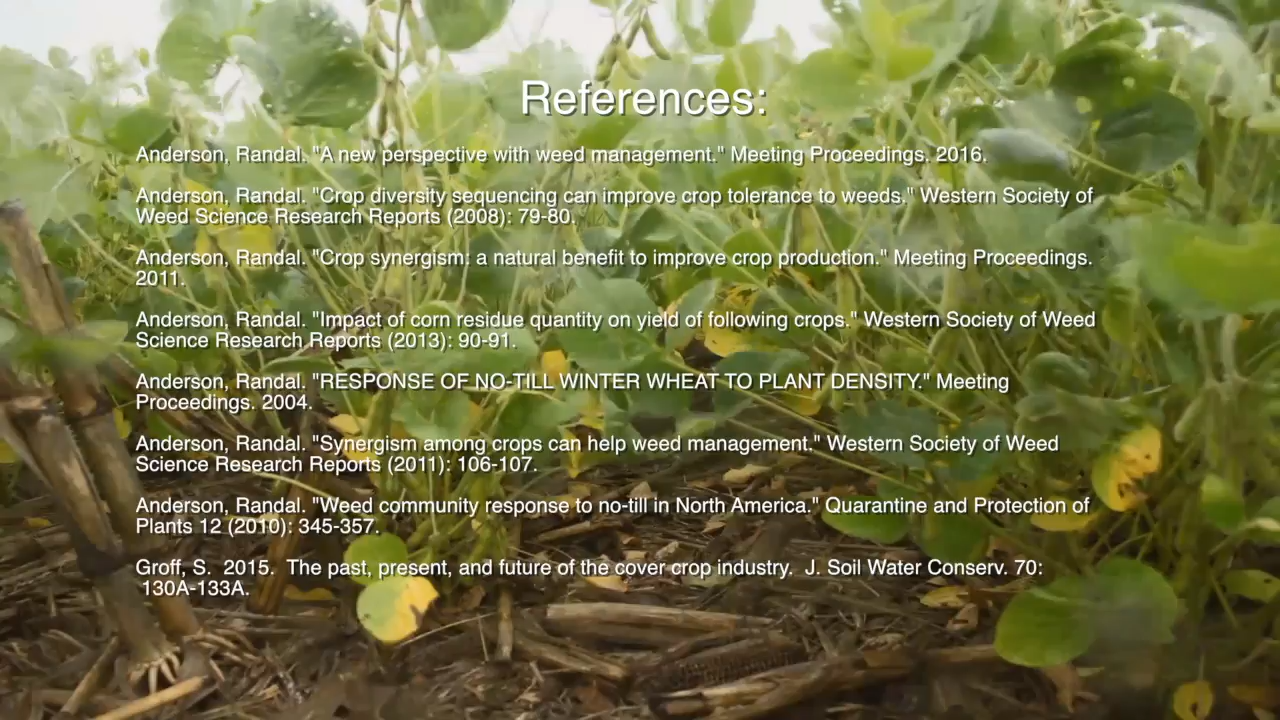 References:
Anderson, Randal. "A new perspective with weed management." Meeting Proceedings. 2016.
Anderson, Randal. "Crop diversity sequencing can improve crop tolerance to weeds." Western Society of
Weed Science Research Reports (2008): 79-80.
Anderson, Randal. "Crop synergism: a natural benefit to improve crop production." Meeting Proceedings.
2011.
Anderson, Randal. "Impact of corn residue quantity on yield of following crops." Western Society of Weed
Science Research Reports (2013): 90-91.
Anderson, Randal. "RESPONSE OF NO-TILL WINTER WHEAT TO PLANT DENSITY." Meeting
Proceedings. 2004.
Anderson, Randal. "Synergism among crops can help weed management." Western Society of Weed
Science Research Reports (2011): 106-107.
Anderson, Randal. "Weed community response to no-till in North America." Quarantine and Protection of
Plants 12 (2010): 345-357.
Groff, S.  2015.  The past, present, and future of the cover crop industry.  J. Soil Water Conserv. 70:
130A-133A.